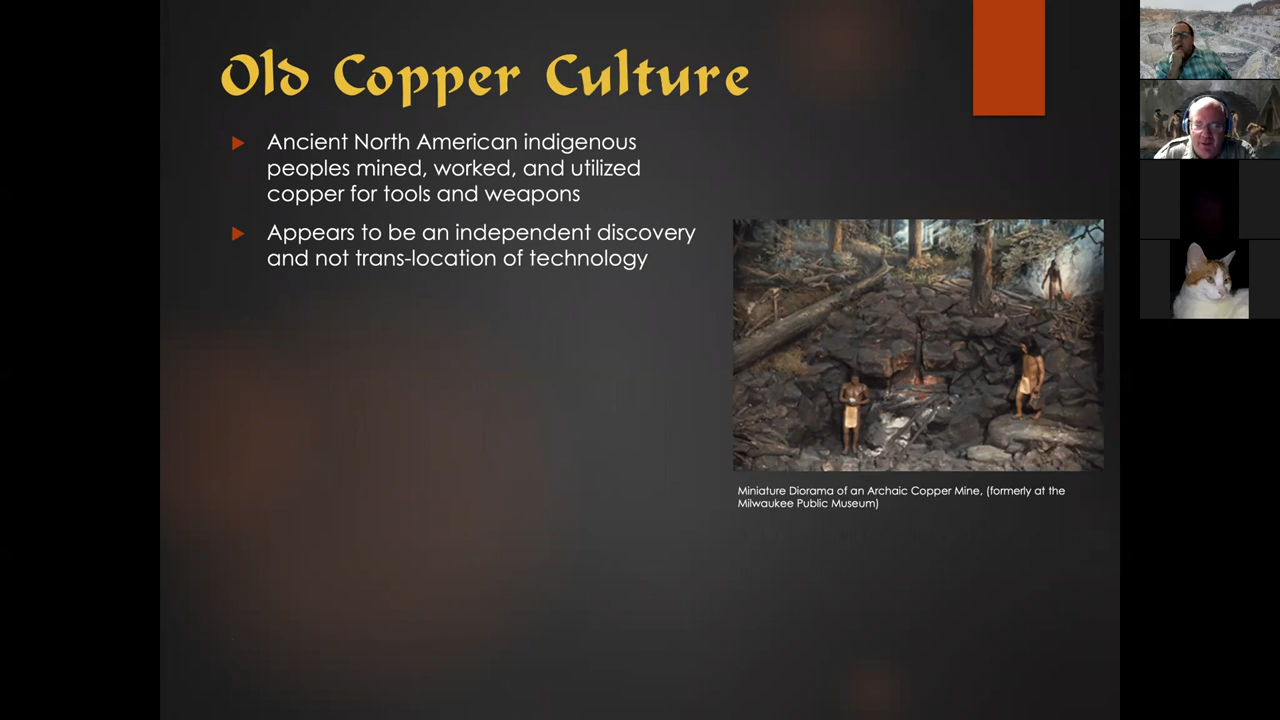 Old Copper Culture
Ancient North American indigenous
peoples mined, worked, and utilized
copper for tools and weapons
Appears to be an independent discovery
and not trans-location of technology
Miniature Diorama of an Archaic Copper Mine, (formerly at the
Milwaukee Public Museum)